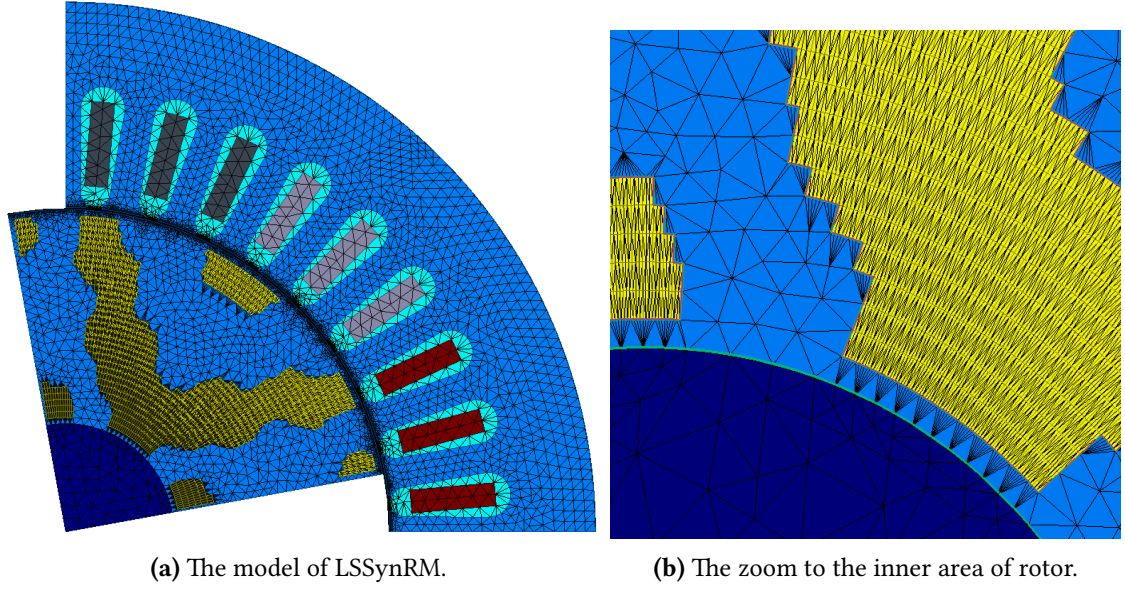 (a) The model of LSSynRM.
(b) The zoom to the inner area of rotor.